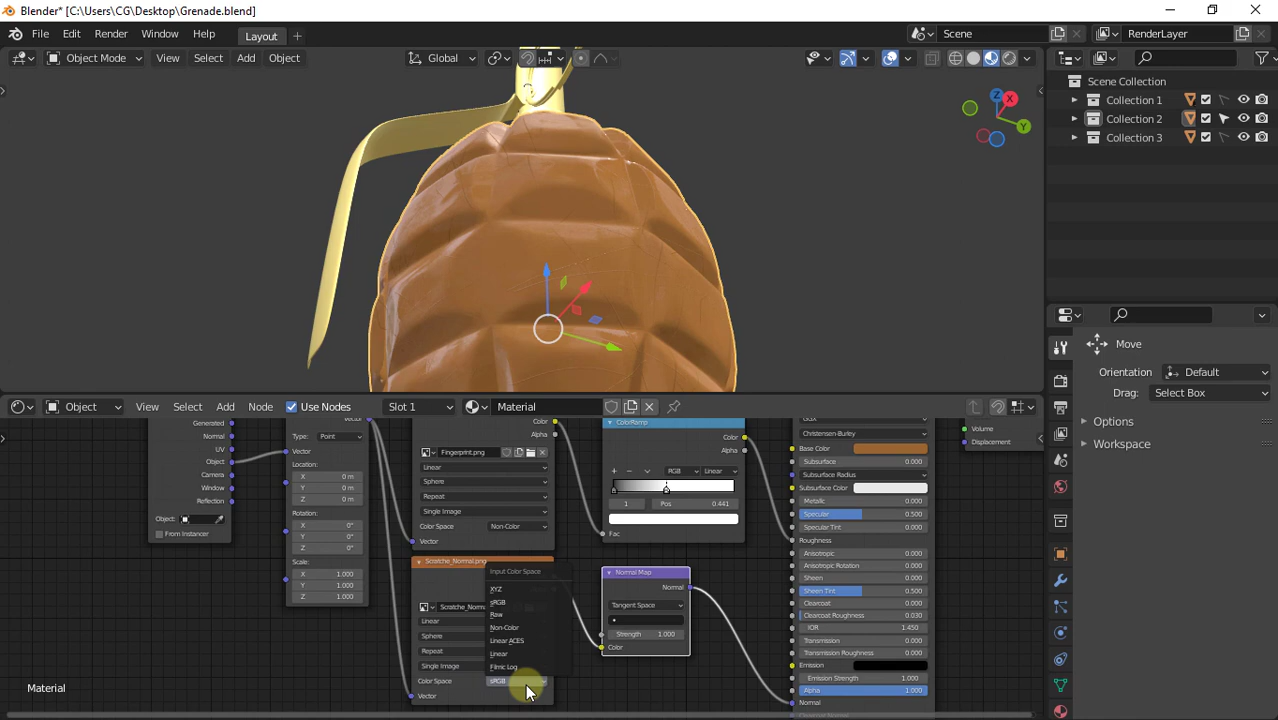 Blender* [C:\Users\CG\Desktop\Grenade.blend]
File Edit Render Window Help Layout + Scene RenderLayer
Object Mode View Select Add Object Global
Scene Collection
Collection 1
Collection 2
Collection 3
Z X Y
Move
Orientation: Default
Drag: Select Box
Options
Workspace
Object View Select Add Node Use Nodes Slot 1 Material
Generated
Normal
UV
Object
Camera
Window
Reflection
Object:
From Instancer
Vector
Type: Point
Vector
Location:
X 0 m
Y 0 m
Z 0 m
Rotation:
X 0°
Y 0°
Z 0°
Scale:
X 1.000
Y 1.000
Z 1.000
Color
Alpha
Fingerprint.png
Linear
Sphere
Repeat
Single Image
Color Space Non-Color
Vector
Scratche_Normal.png
Scratche_Norma
Linear
Sphere
Repeat
Single Image
Color Space sRGB
Vector
Input Color Space
XYZ
sRGB
Raw
Non-Color
Linear ACES
Linear
Filmic Log
ColorRamp
Color
Alpha
RGB Linear
1 Pos 0.441
Fac
Normal Map
Normal
Tangent Space
Strength 1.000
Color
GGX
Christensen-Burley
Base Color
Subsurface 0.000
Subsurface Radius
Subsurface Color
Metallic 0.000
Specular 0.500
Specular Tint 0.000
Roughness
Anisotropic 0.000
Anisotropic Rotation 0.000
Sheen 0.000
Sheen Tint 0.500
Clearcoat 0.000
Clearcoat Roughness 0.030
IOR 1.450
Transmission 0.000
Transmission Roughness 0.000
Emission
Emission Strength 1.000
Alpha 1.000
Normal
Clearcoat Normal
Volume
Displacement
Material